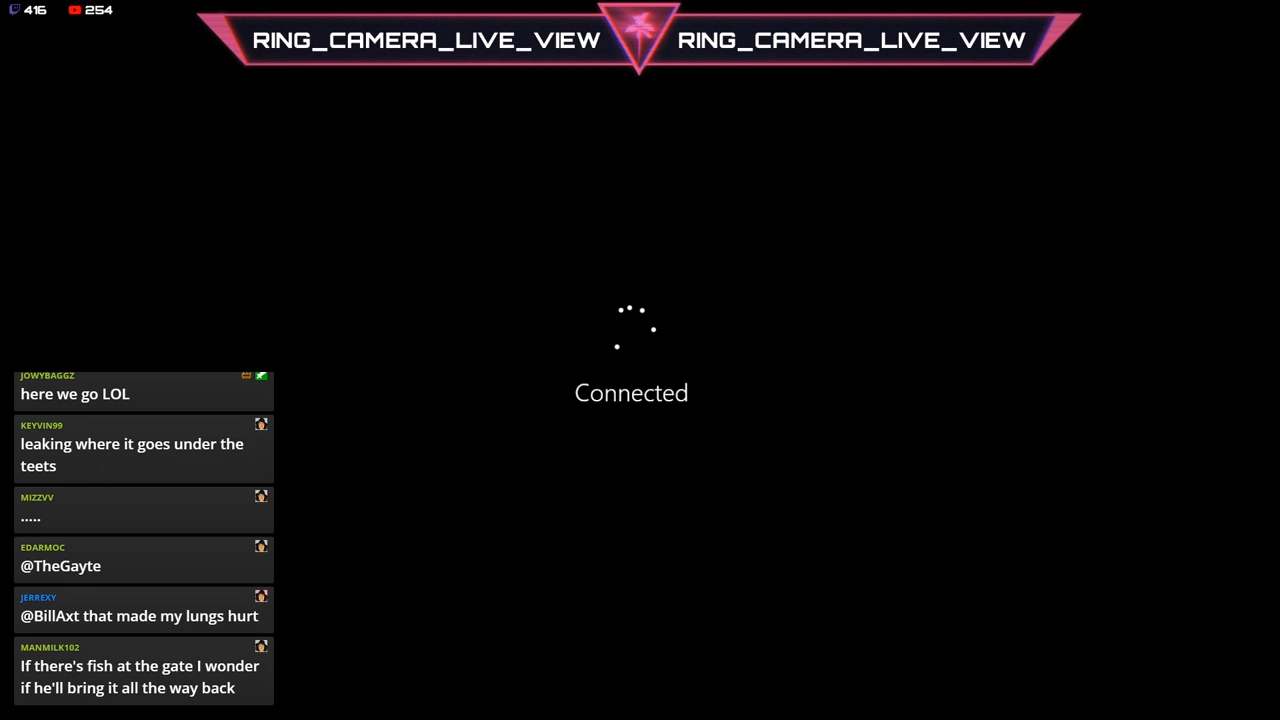 416 254
RING_CAMERA_LIVE_VIEW RING_CAMERA_LIVE_VIEW
Connected
JOWYBAGGZ
here we go LOL
KEYVIN99
leaking where it goes under the
teets
MIZZVV
.....
EDARMOC
@TheGayte
JERREXY
@BillAxt that made my lungs hurt
MANMILK102
If there's fish at the gate I wonder
if he'll bring it all the way back